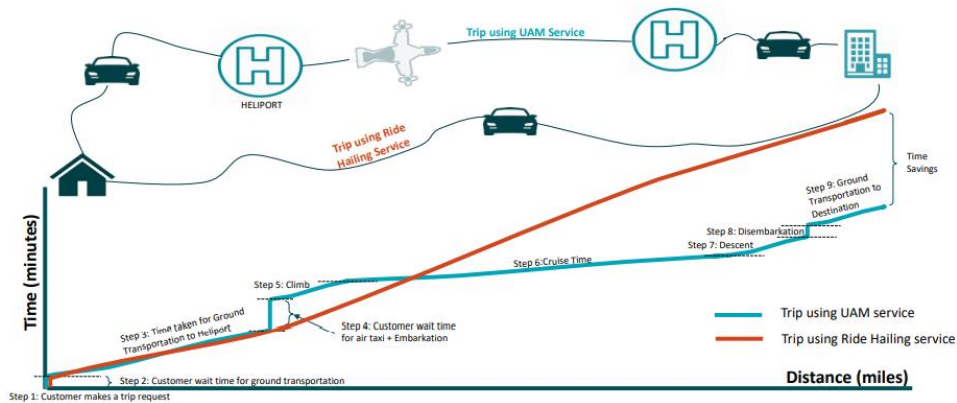 Trip using UAM Service
H
H
HELIPORT
Trip using Ride
Hailing Service
Time
Savings
Step 9: Ground
Transportation to
Destination
Step 8: Disembarkation
Step 7: Descent
Step 6:Cruise Time
Step 5: Climb
Step 3: Time taken for Ground
Transportation to Heliport
Step 4: Customer wait time
for air taxi + Embarkation
Time (minutes)
Trip using UAM service
Trip using Ride Hailing service
Step 2: Customer wait time for ground transportation
Distance (miles)
Step 1: Customer makes a trip request